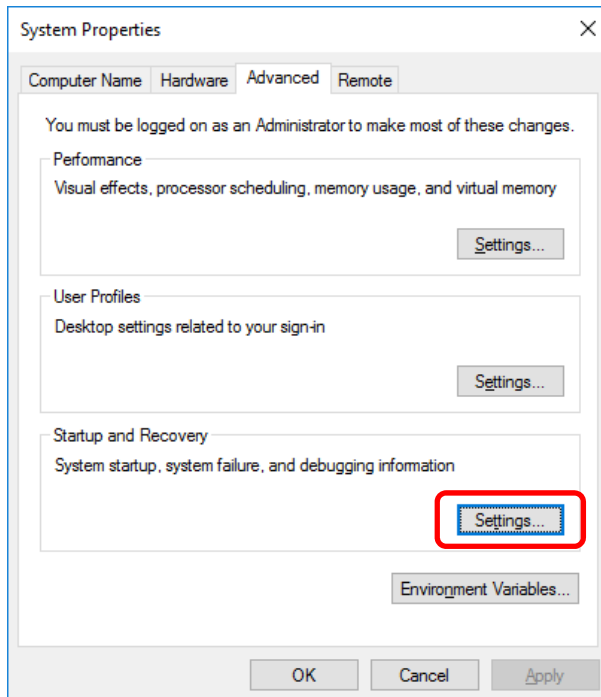 System Properties
Computer Name Hardware Advanced Remote
You must be logged on as an Administrator to make most of these changes.
Performance
Visual effects, processor scheduling, memory usage, and virtual memory
Settings...
User Profiles
Desktop settings related to your sign-in
Settings...
Startup and Recovery
System startup, system failure, and debugging information
Settings...
Environment Variables...
OK Cancel Apply